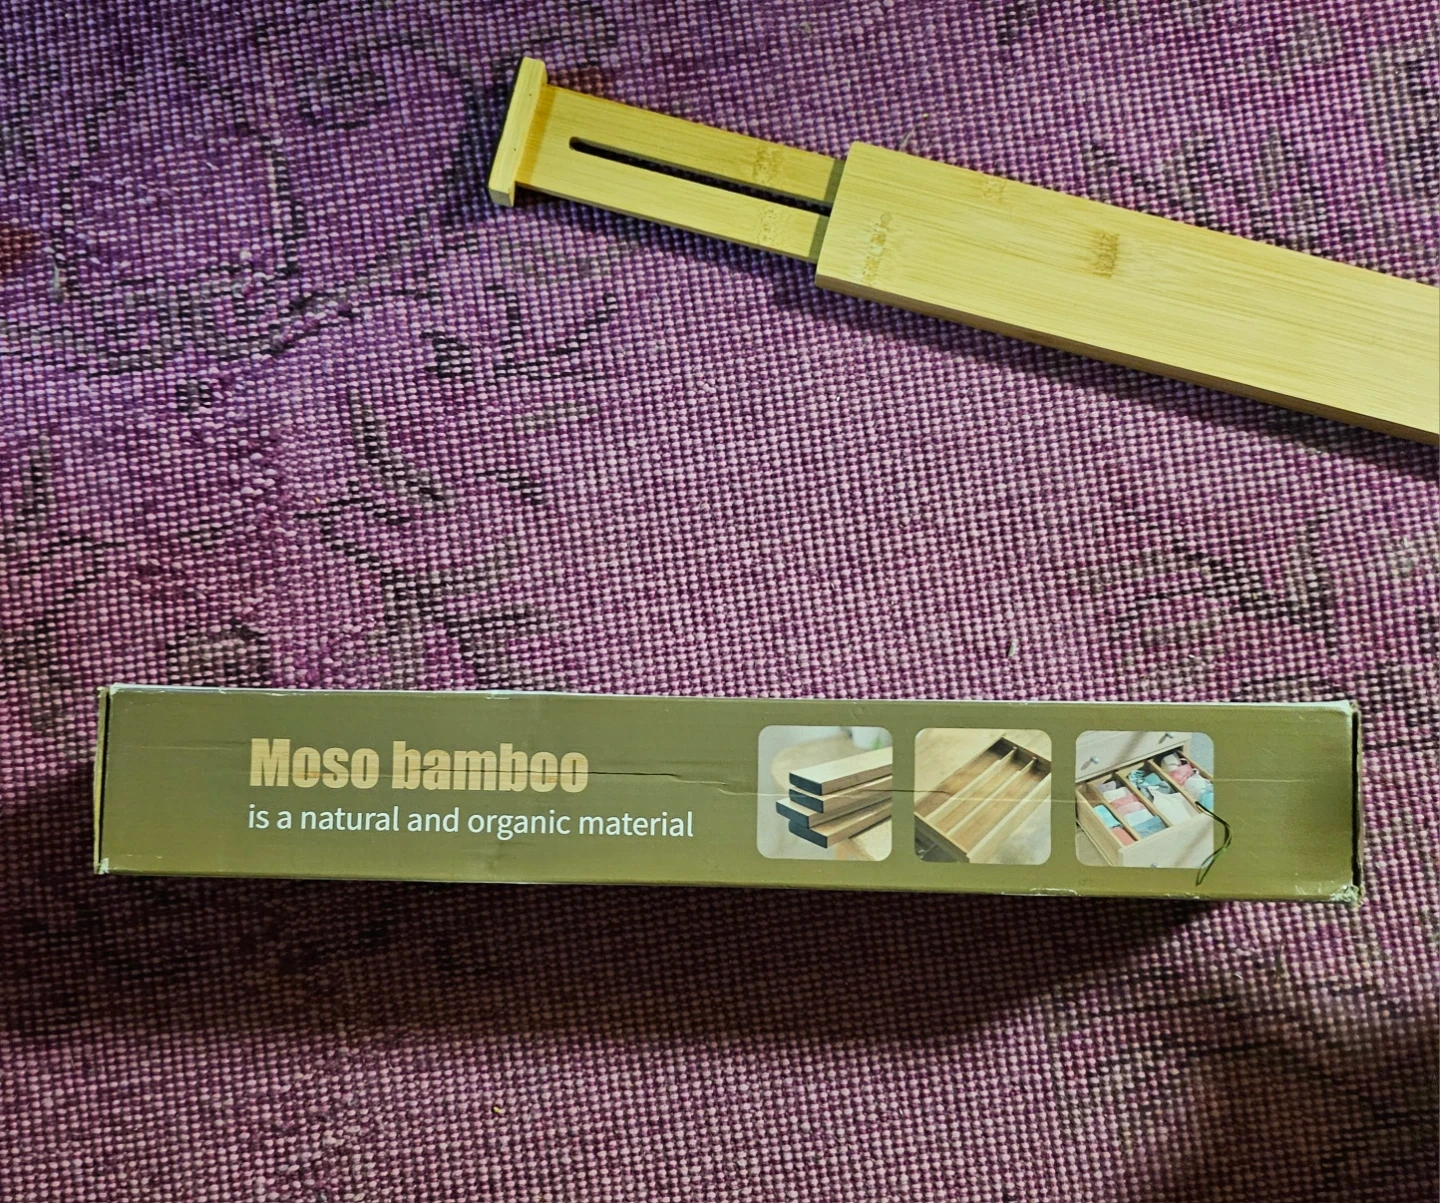 Moso bamboo
is a natural and organic material